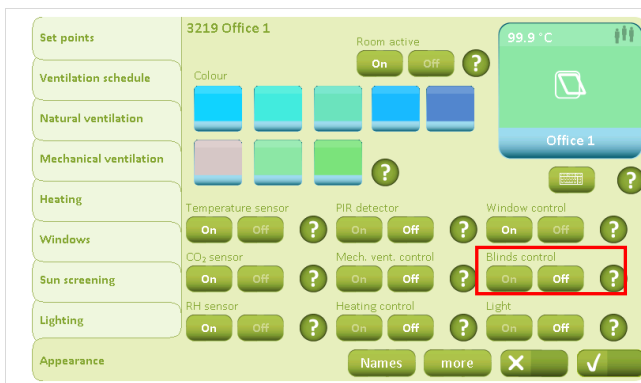 3219 Office 1
Set points
Ventilation schedule
Natural ventilation
Mechanical ventilation
Heating
Windows
Sun screening
Lighting
Appearance
Room active
On Off ?
Colour
?
99.9 °C
Office 1
?
Temperature sensor PIR detector Window control
On Off ? On Off ? On Off ?
CO₂ sensor Mech. vent. control Blinds control
On Off ? On Off ? On Off ?
RH sensor Heating control Light
On Off ? On Off ? On Off ?
Names more